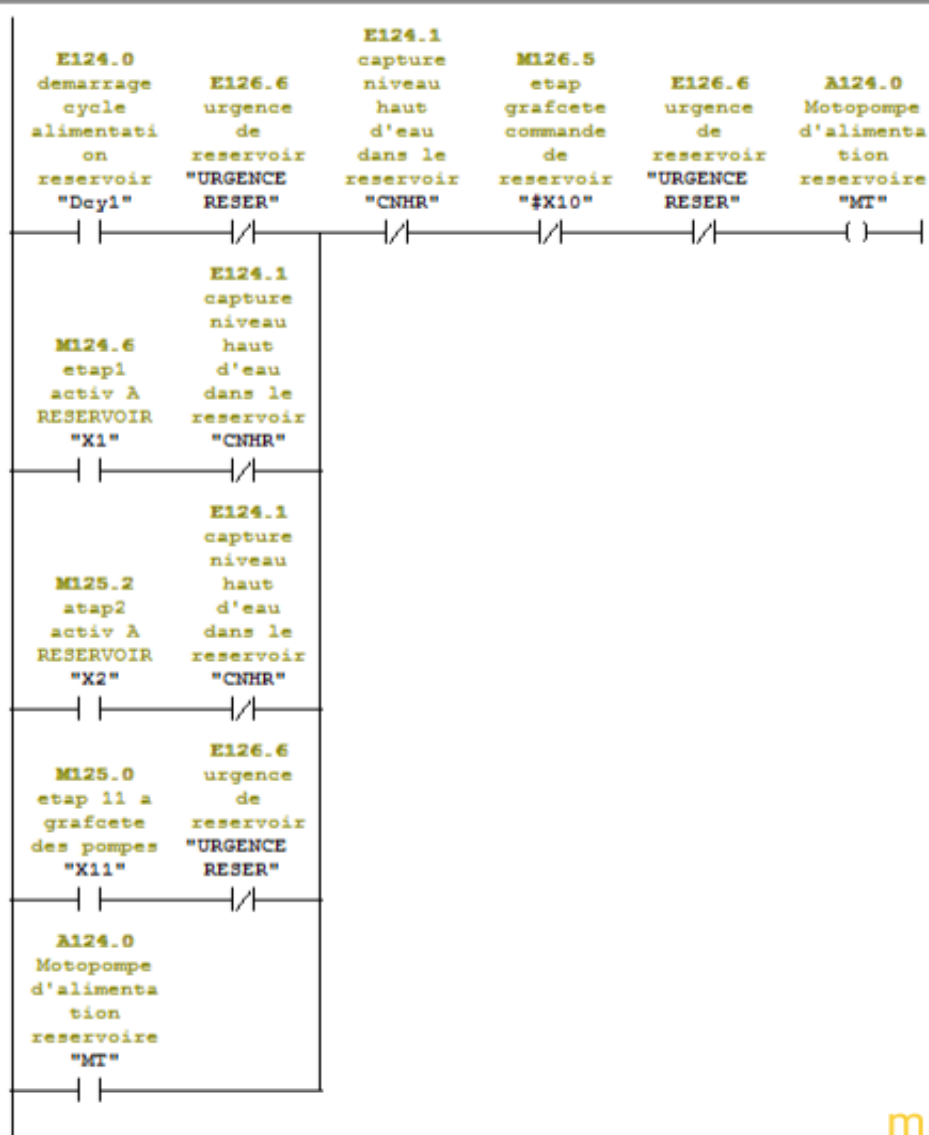 E124.0
demarrage
cycle
alimentati
on
reservoir
"Dcy1"
E126.6
urgence
de
reservoir
"URGENCE
RESER"
E124.1
capture
niveau
haut
d'eau
dans le
reservoir
"CNHR"
M126.5
etap
grafcete
commande
de
reservoir
"#X10"
E126.6
urgence
de
reservoir
"URGENCE
RESER"
A124.0
Motopompe
d'alimenta
tion
reservoire
"MT"
M124.6
etap1
activ A
RESERVOIR
"X1"
E124.1
capture
niveau
haut
d'eau
dans le
reservoir
"CNHR"
M125.2
atap2
activ A
RESERVOIR
"X2"
E124.1
capture
niveau
haut
d'eau
dans le
reservoir
"CNHR"
M125.0
etap 11 a
grafcete
des pompes
"X11"
E126.6
urgence
de
reservoir
"URGENCE
RESER"
A124.0
Motopompe
d'alimenta
tion
reservoire
"MT"
m